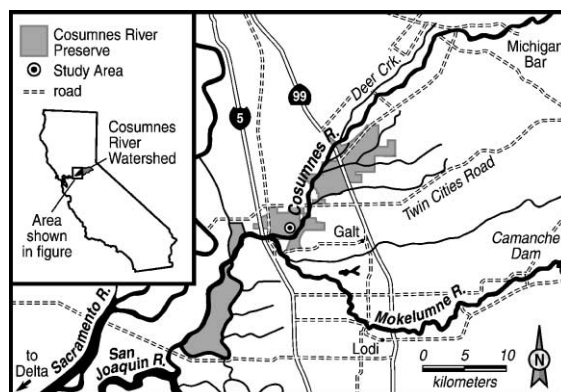 Cosumnes River
Preserve
Study Area
road
Cosumnes
River
Watershed
Area
shown
in figure
5
99
Deer Crk.
Michigan
Bar
Cosumnes R.
Twin Cities Road
Galt
Camanche
Dam
Mokelumne R.
Lodi
Sacramento R.
San
Joaquin R.
to
Delta
0 5 10
kilometers
N